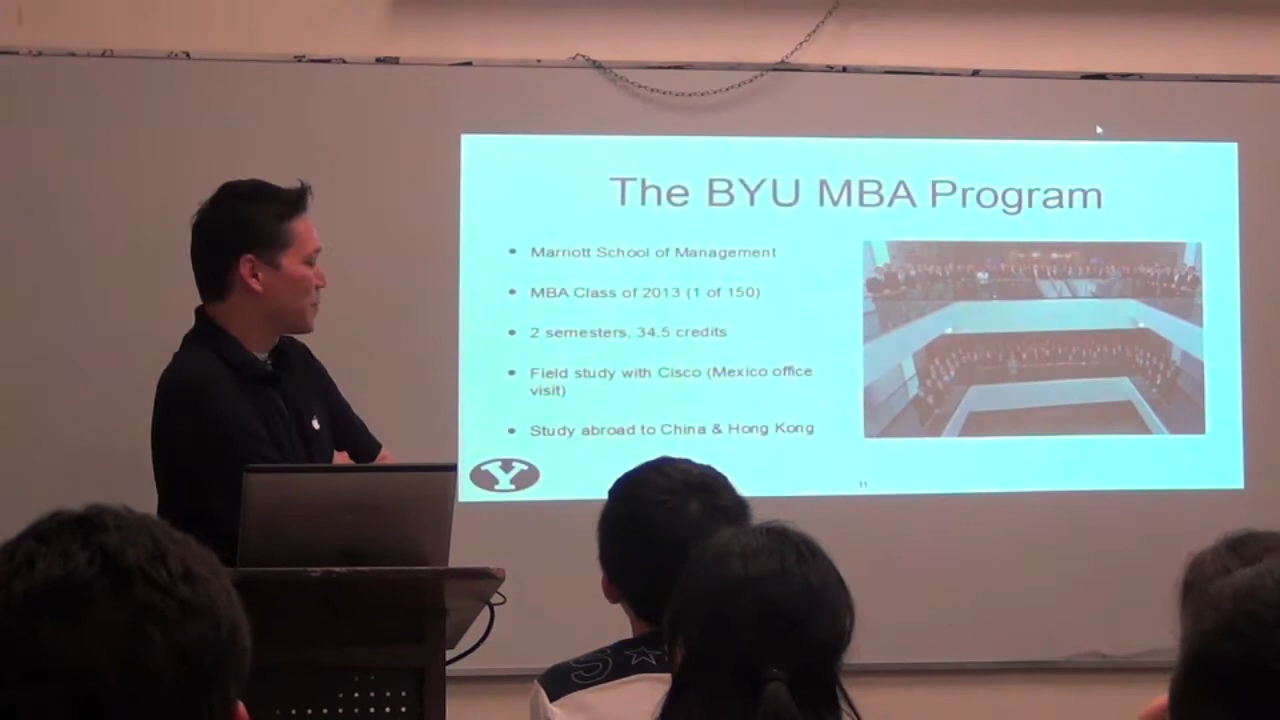 The BYU MBA Program
• Marriott School of Management
• MBA Class of 2013 (1 of 150)
• 2 semesters, 34.5 credits
• Field study with Cisco (Mexico office
visit)
• Study abroad to China & Hong Kong
Y
11
S